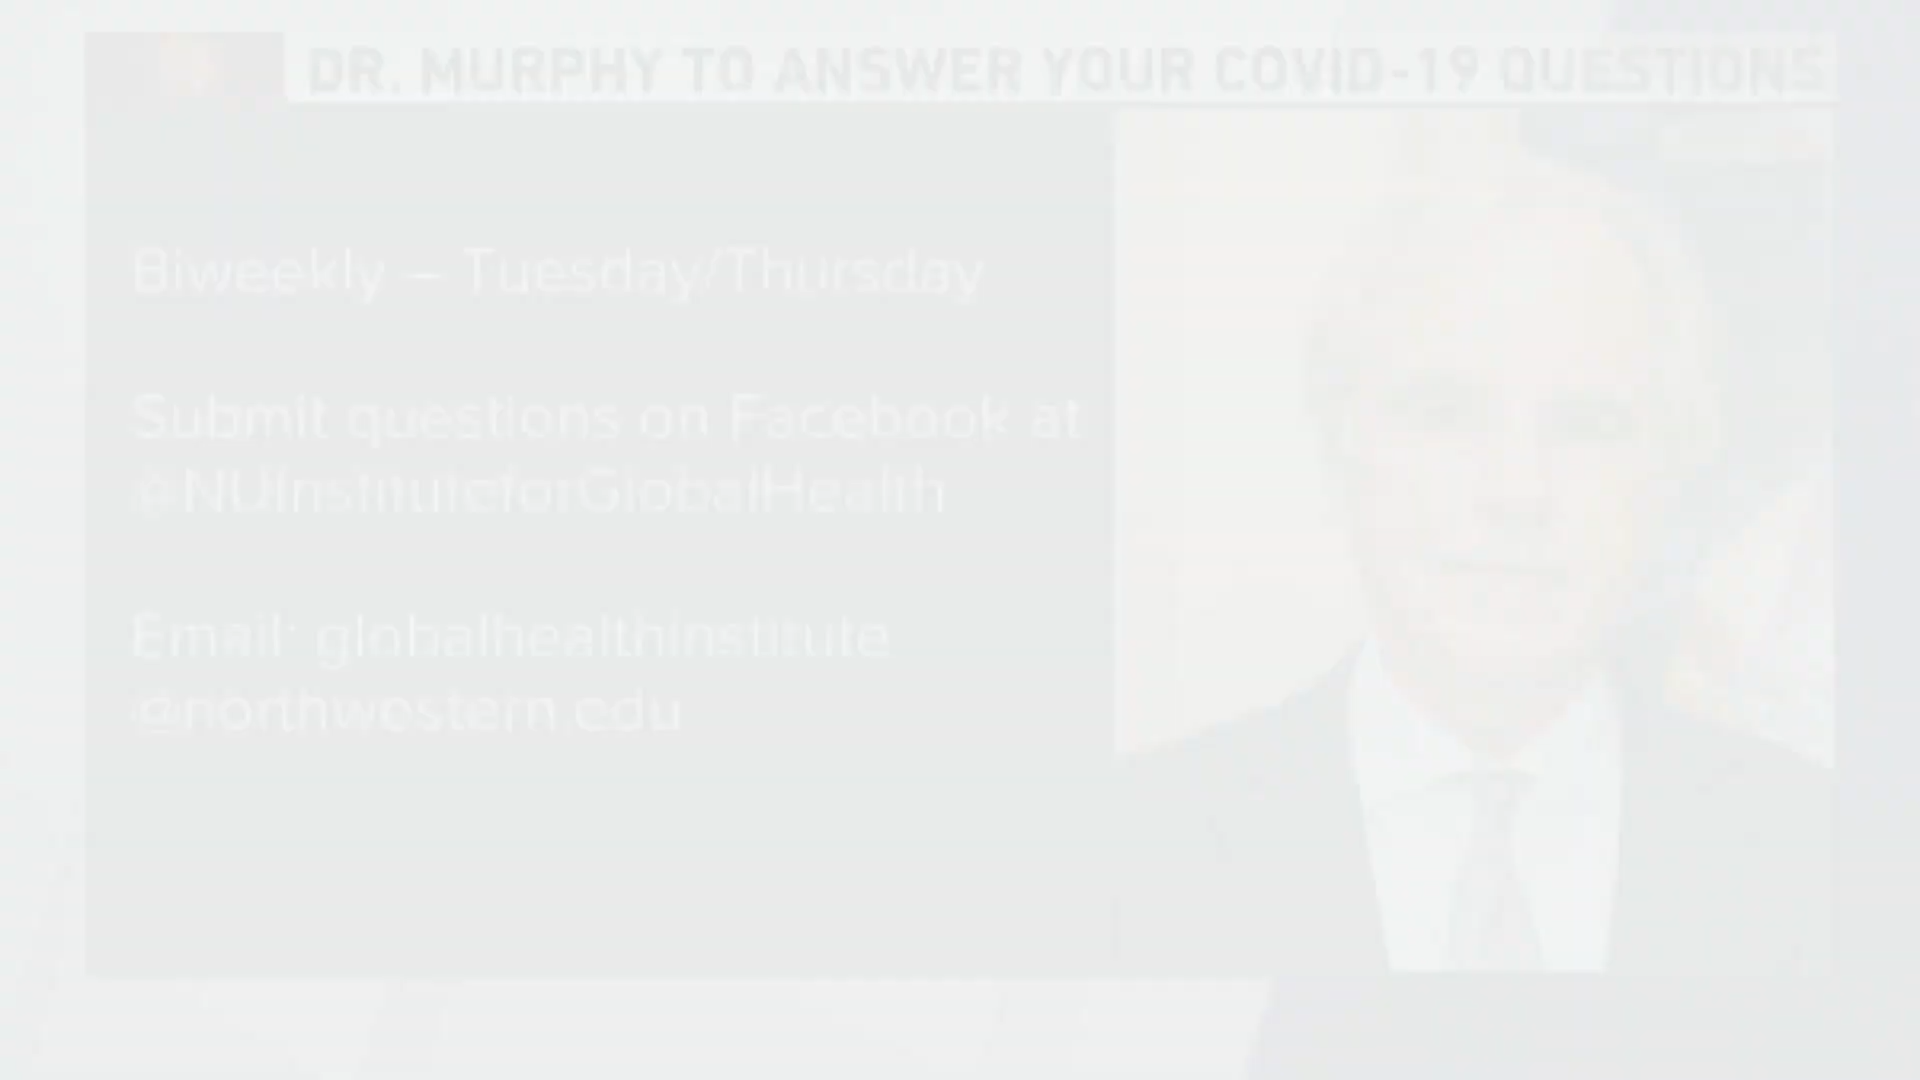 DR. MURPHY TO ANSWER YOUR COVID-19 QUESTIONS
Biweekly – Tuesday/Thursday
Submit questions on Facebook at
@NUInstituteforGlobalHealth
Email: globalhealthinstitute
@northwestern.edu